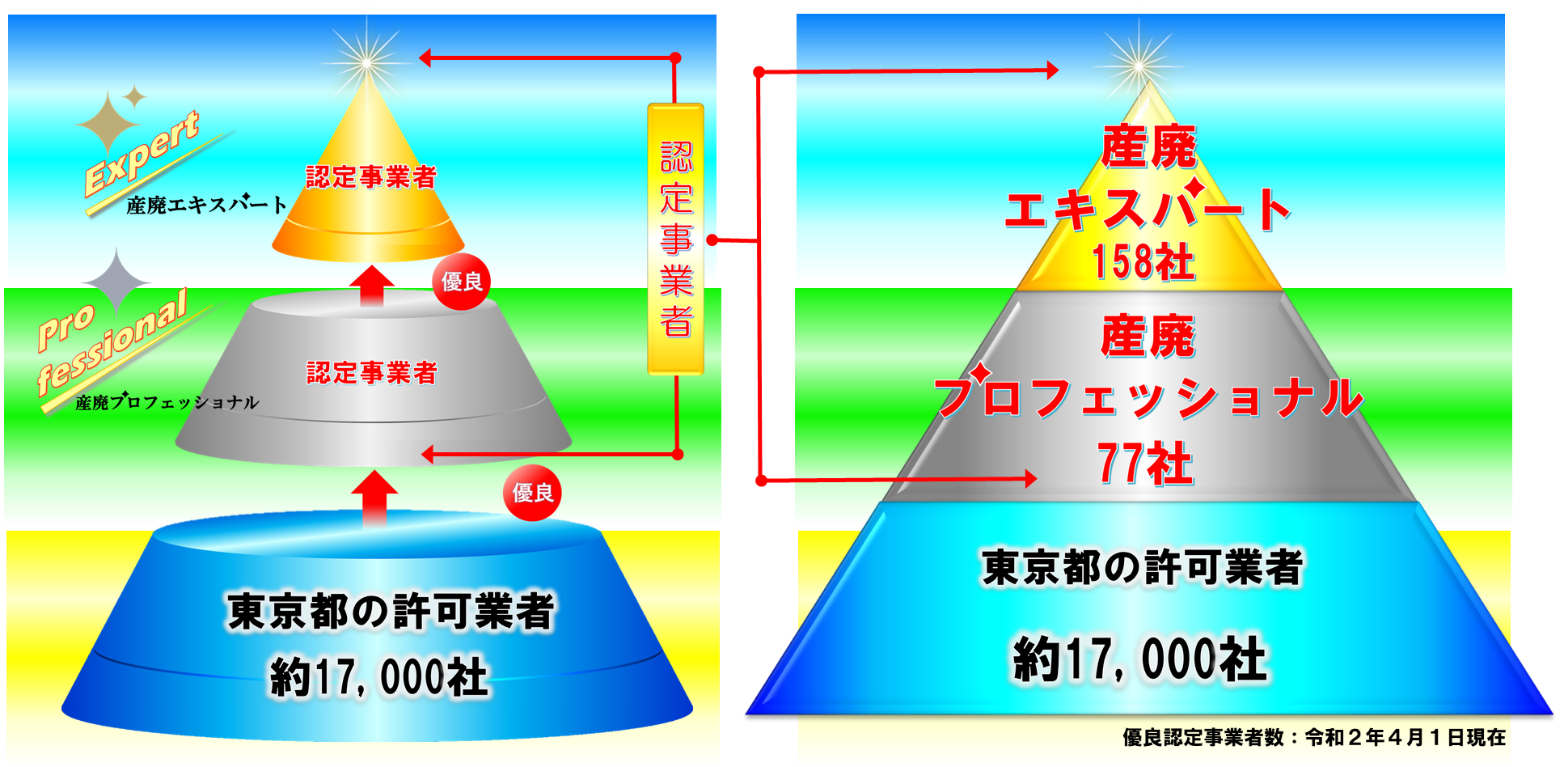 Expert
産廃エキスパート
認定事業者
優良
Pro
fessional
産廃プロフェッショナル
認定事業者
優良
東京都の許可業者
約17,000社
認定事業者
産廃
エキスパート
158社
産廃
プロフェッショナル
77社
東京都の許可業者
約17,000社
優良認定事業者数：令和２年４月１日現在